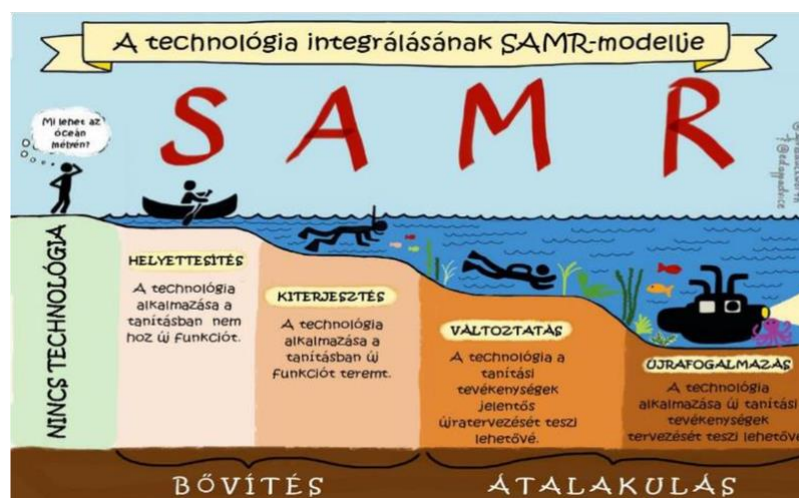 A technológia integrálásának SAMR-modellje
S A M R
Mi lehet az
óceán
mélyén?
NINCS TECHNOLÓGIA
HELYETTESÍTÉS
A technológia
alkalmazása a
tanításban nem
hoz új funkciót.
KITERJESZTÉS
A technológia
alkalmazása a
tanításban új
funkciót teremt.
VÁLTOZTATÁS
A technológia a
tanítási
tevékenységek
jelentős
újratervezését teszi
lehetővé.
ÚJRAFOGALMAZÁS
A technológia
alkalmazása új tanítási
tevékenységek
tervezését teszi lehetővé
BŐVÍTÉS
ÁTALAKULÁS